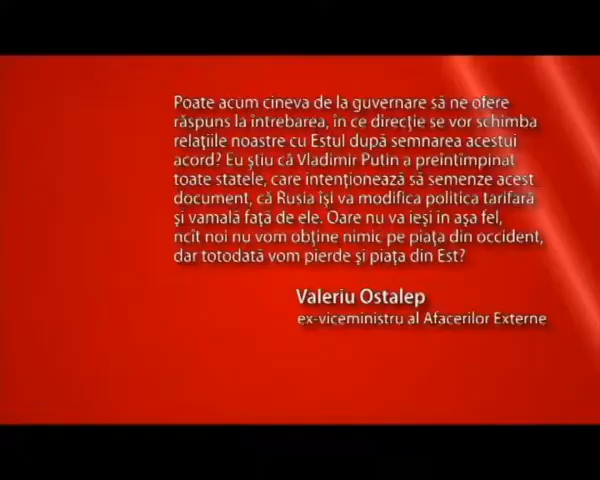 Poate acum cineva de la guvernare să ne ofere
răspuns la întrebarea, în ce direcţie se vor schimba
relaţiile noastre cu Estul după semnarea acestui
acord? Eu ştiu că Vladimir Putin a preîntîmpinat
toate statele, care intenţionează să semenze acest
document, că Rusia îşi va modifica politica tarifară
şi vamală faţă de ele. Oare nu va ieşi in aşa fel,
ncît noi nu vom obţine nimic pe piaţa din occident,
dar totodată vom pierde şi piaţa din Est?
Valeriu Ostalep
ex-viceministru al Afacerilor Externe